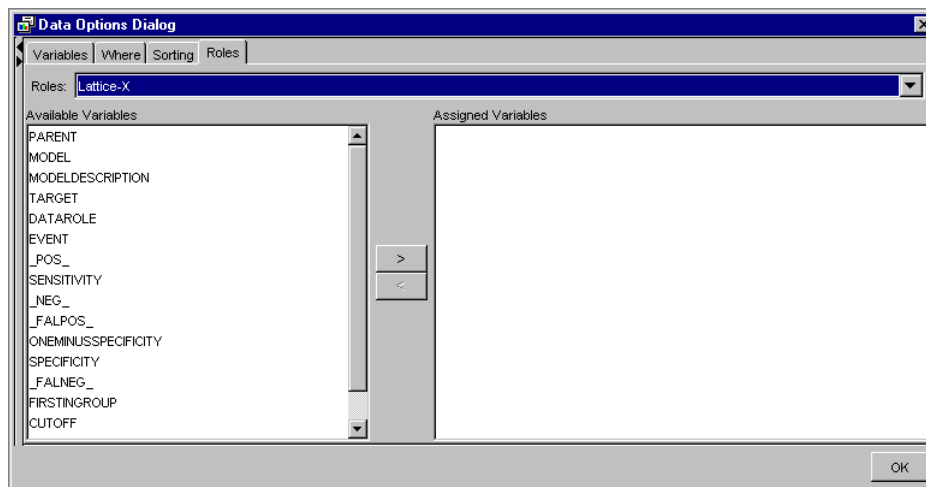 Data Options Dialog
Variables Where Sorting Roles
Roles: Lattice-X
Available Variables Assigned Variables
PARENT
MODEL
MODELDESCRIPTION
TARGET
DATAROLE
EVENT
_POS_
>
SENSITIVITY
<
_NEG_
_FALPOS_
ONEMINUSSPECIFICITY
SPECIFICITY
_FALNEG_
FIRSTINGROUP
CUTOFF
OK